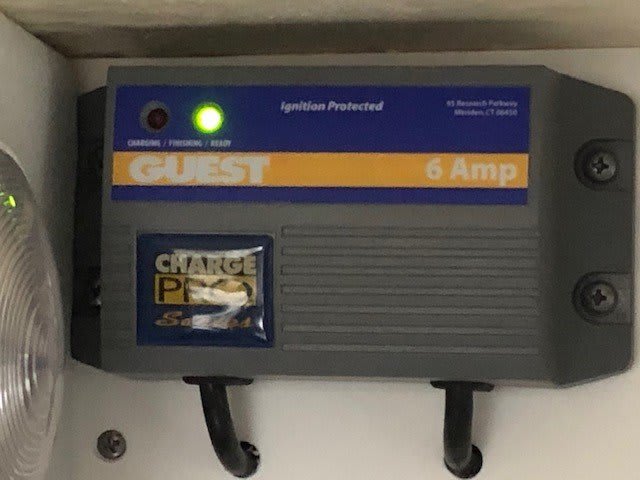 Ignition Protected
95 Research Parkway
Meriden, CT 06450
CHARGING / FINISHING / READY
GUEST
6 Amp
CHARGE
PRO
Series